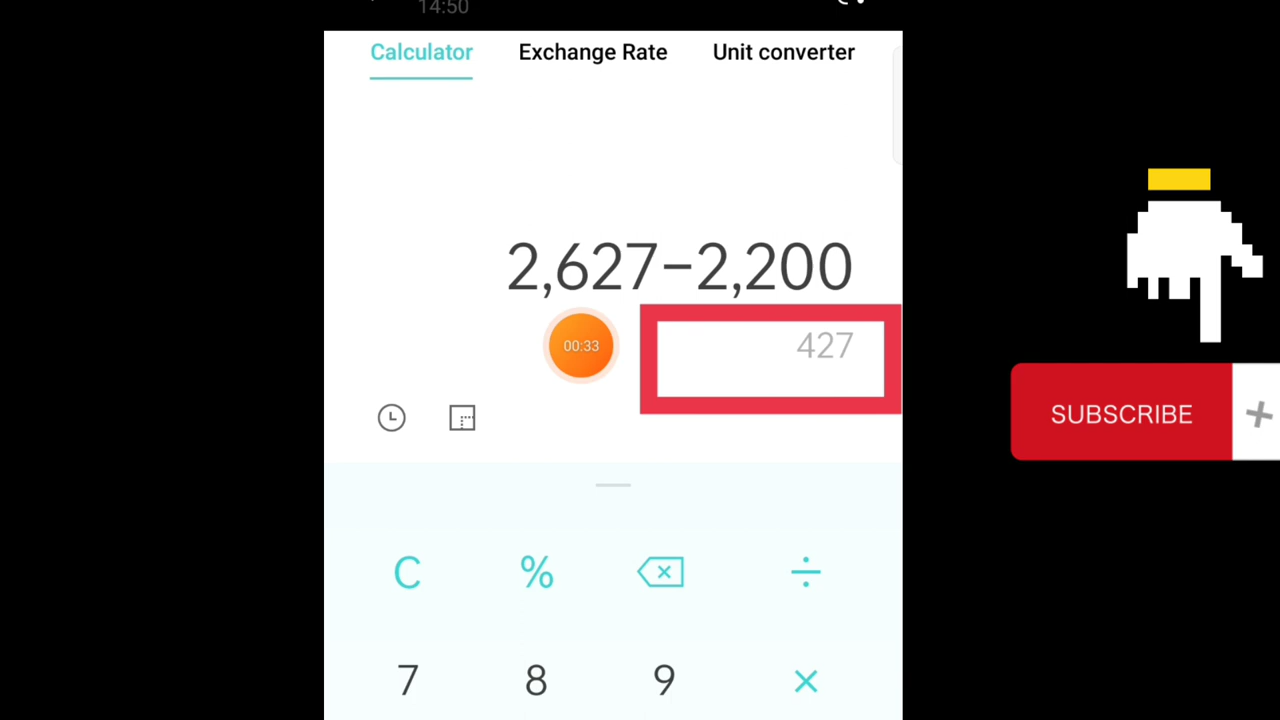 14:50
Calculator Exchange Rate Unit converter
2,627–2,200
00:33
427
SUBSCRIBE +
C % ÷
7 8 9 ×